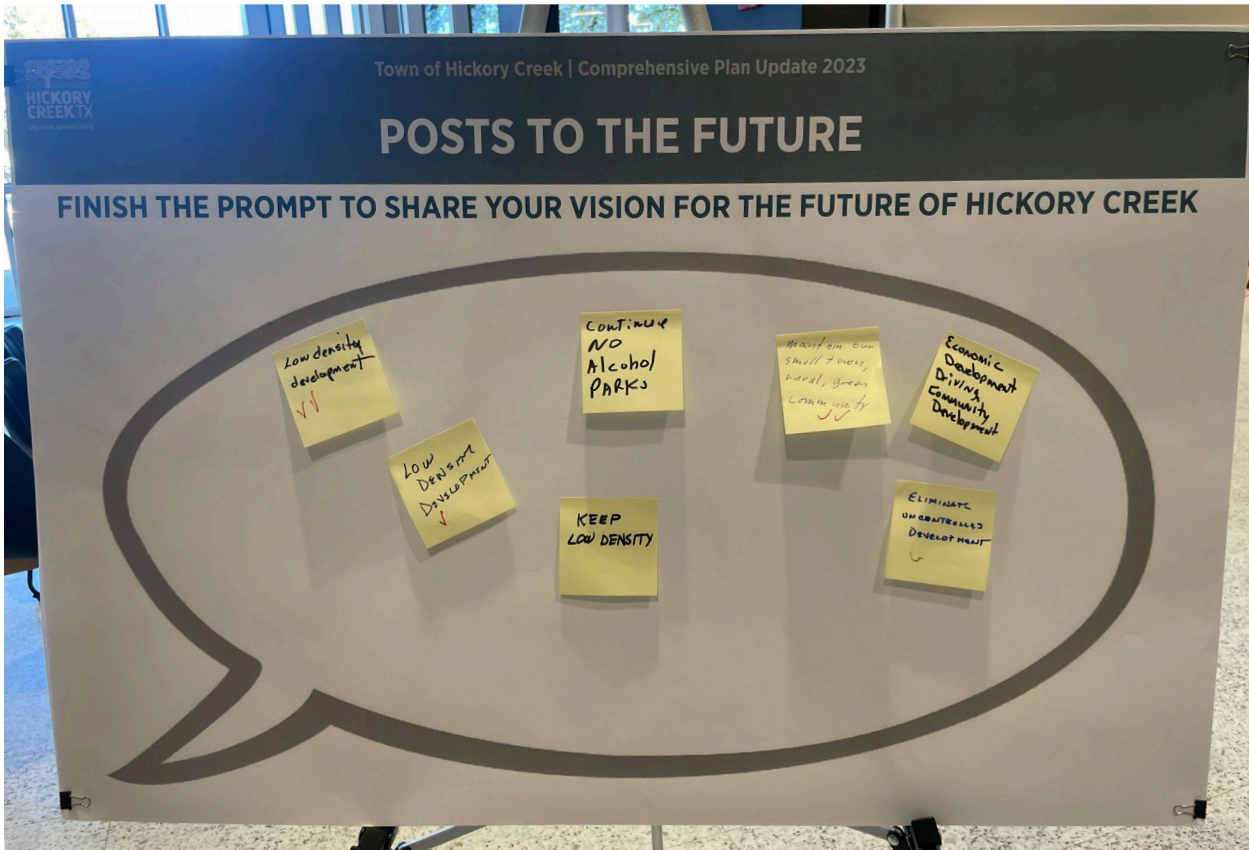 HICKORY
CREEK TX
Town of Hickory Creek | Comprehensive Plan Update 2023
POSTS TO THE FUTURE
FINISH THE PROMPT TO SHARE YOUR VISION FOR THE FUTURE OF HICKORY CREEK
Low density
development
LOW
DENSITY
DEVELOPMENT
CONTINUE
NO
Alcohol
PARKS
KEEP
LOW DENSITY
Maintain our
small town,
rural, green
community
Economic
Development
Driving
Community
Development
ELIMINATE
UNCONTROLLED
DEVELOPMENT